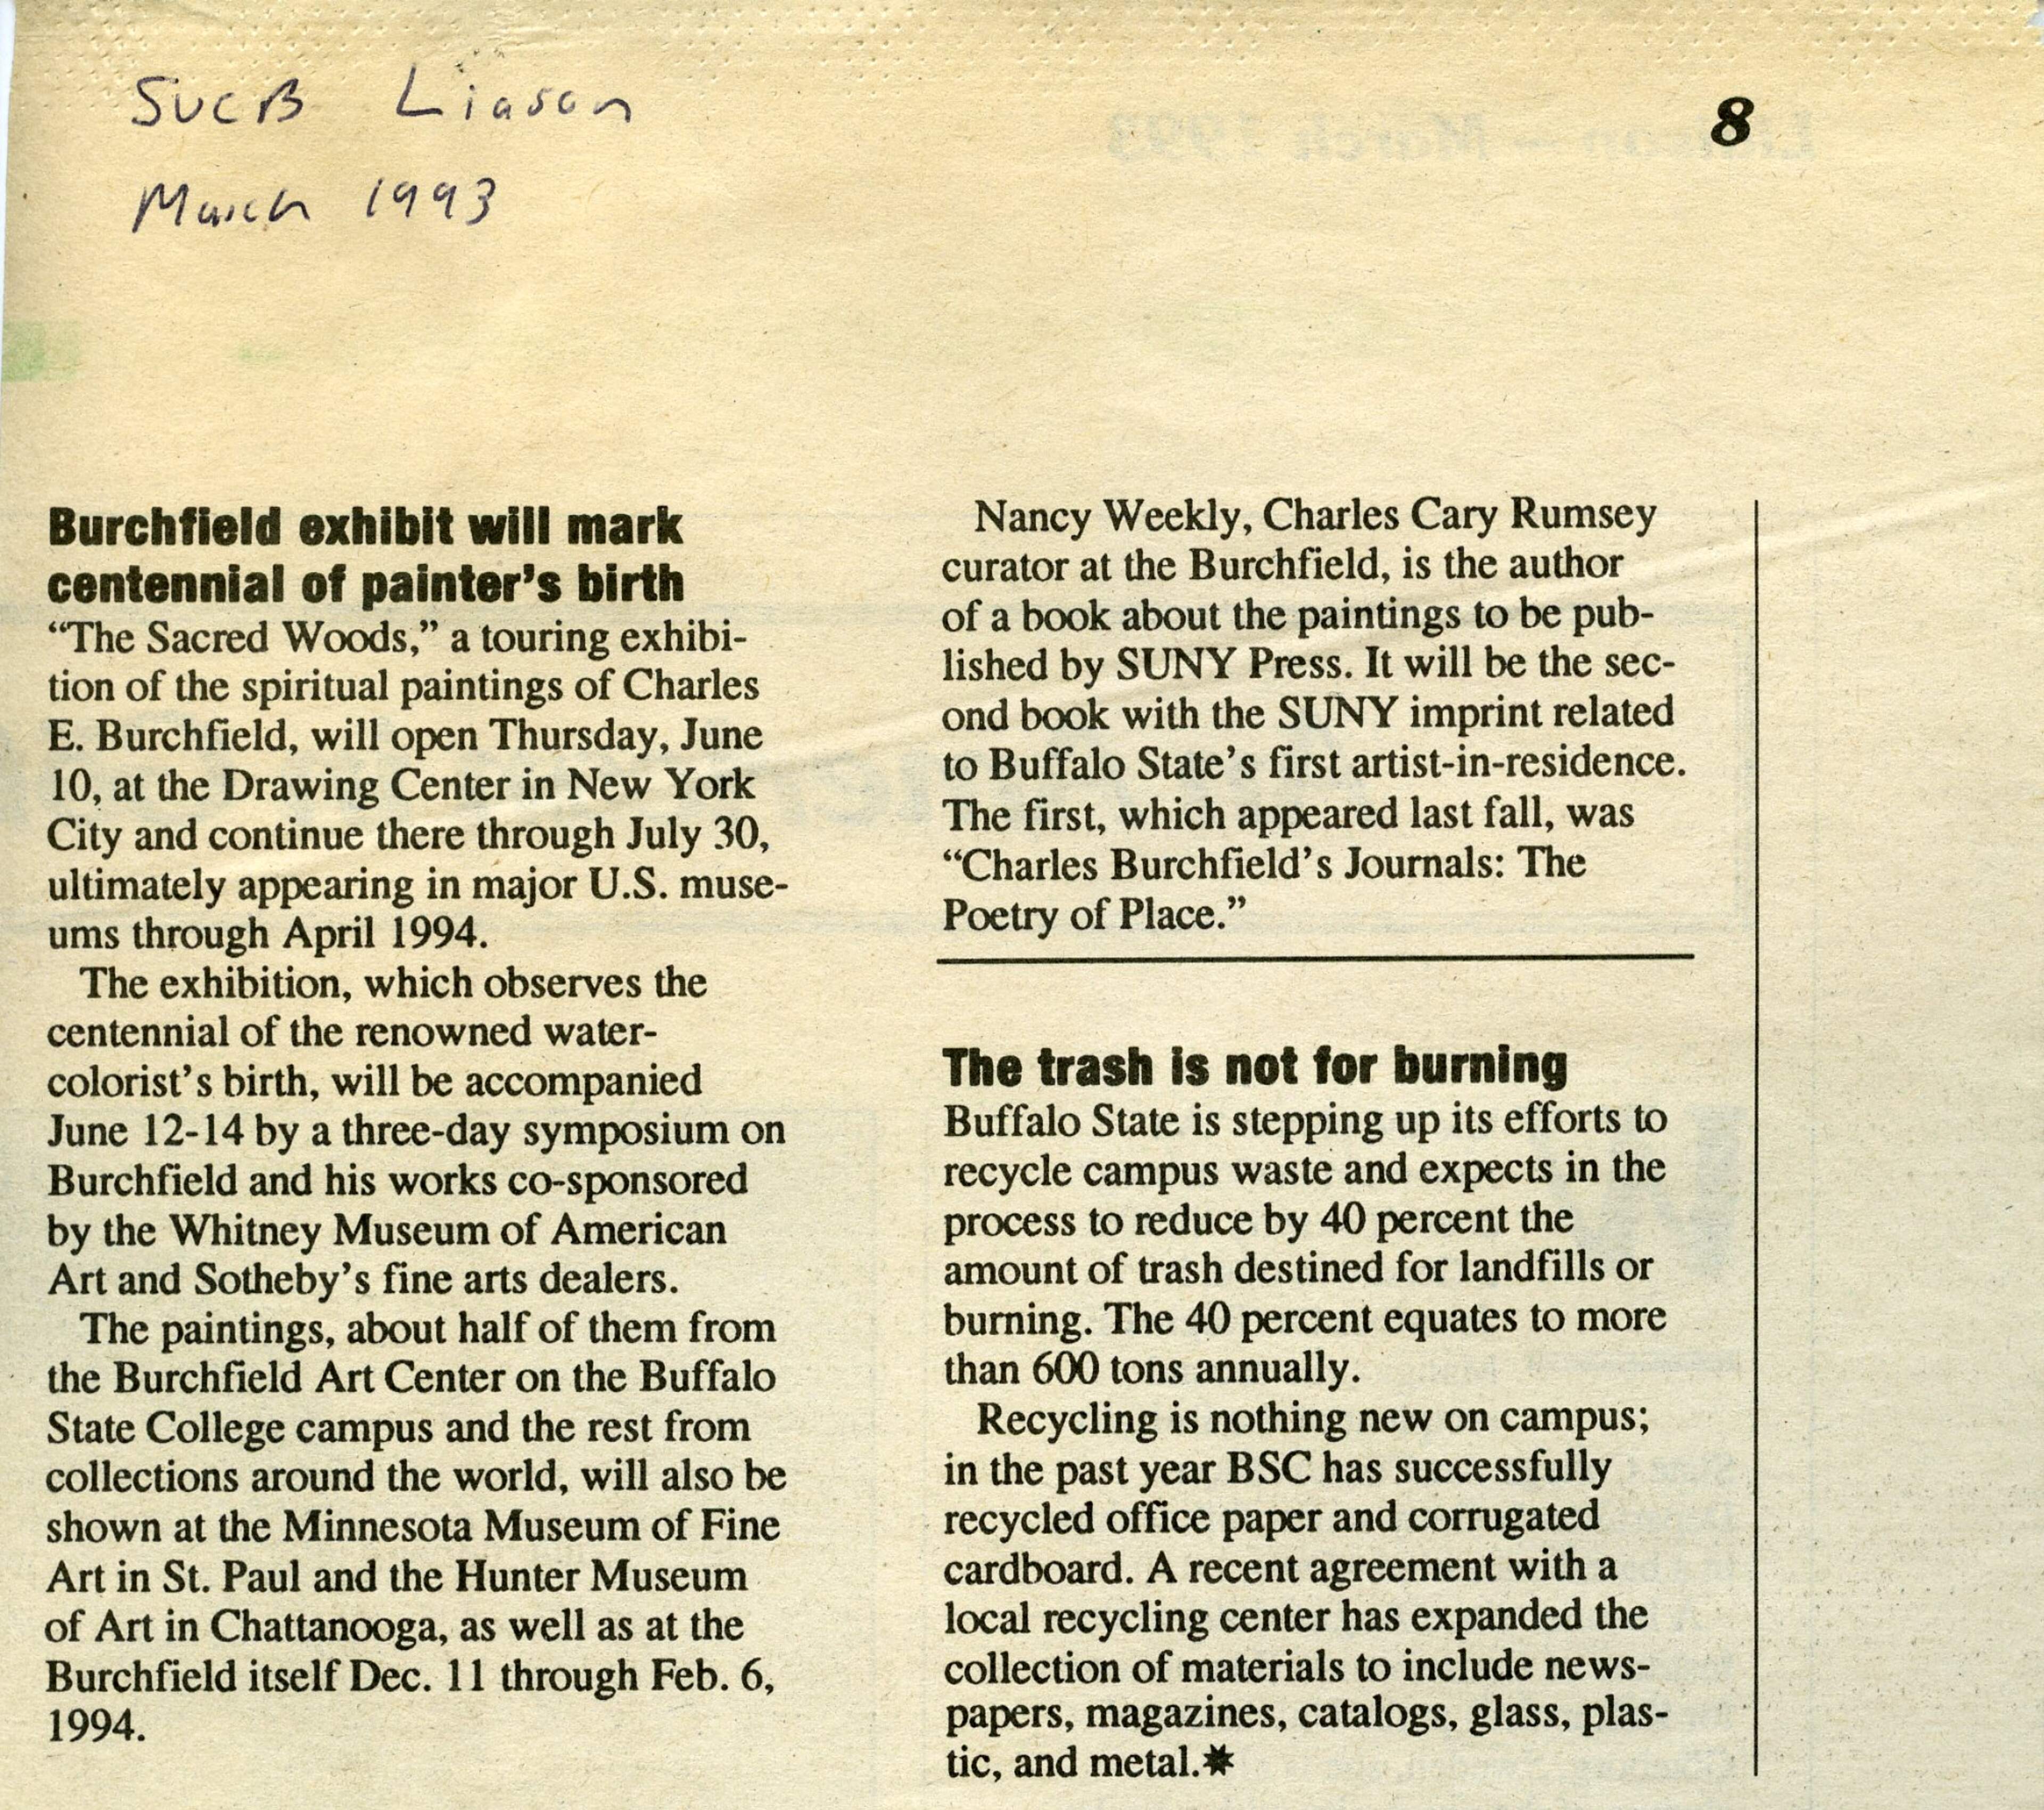 SUCB Liason
March 1993
8
Burchfield exhibit will mark
centennial of painter's birth
“The Sacred Woods,” a touring exhibi-
tion of the spiritual paintings of Charles
E. Burchfield, will open Thursday, June
10, at the Drawing Center in New York
City and continue there through July 30,
ultimately appearing in major U.S. muse-
ums through April 1994.
The exhibition, which observes the
centennial of the renowned water-
colorist's birth, will be accompanied
June 12-14 by a three-day symposium on
Burchfield and his works co-sponsored
by the Whitney Museum of American
Art and Sotheby's fine arts dealers.
The paintings, about half of them from
the Burchfield Art Center on the Buffalo
State College campus and the rest from
collections around the world, will also be
shown at the Minnesota Museum of Fine
Art in St. Paul and the Hunter Museum
of Art in Chattanooga, as well as at the
Burchfield itself Dec. 11 through Feb. 6,
1994.
Nancy Weekly, Charles Cary Rumsey
curator at the Burchfield, is the author
of a book about the paintings to be pub-
lished by SUNY Press. It will be the sec-
ond book with the SUNY imprint related
to Buffalo State's first artist-in-residence.
The first, which appeared last fall, was
“Charles Burchfield's Journals: The
Poetry of Place.”
The trash is not for burning
Buffalo State is stepping up its efforts to
recycle campus waste and expects in the
process to reduce by 40 percent the
amount of trash destined for landfills or
burning. The 40 percent equates to more
than 600 tons annually.
Recycling is nothing new on campus;
in the past year BSC has successfully
recycled office paper and corrugated
cardboard. A recent agreement with a
local recycling center has expanded the
collection of materials to include news-
papers, magazines, catalogs, glass, plas-
tic, and metal.✷